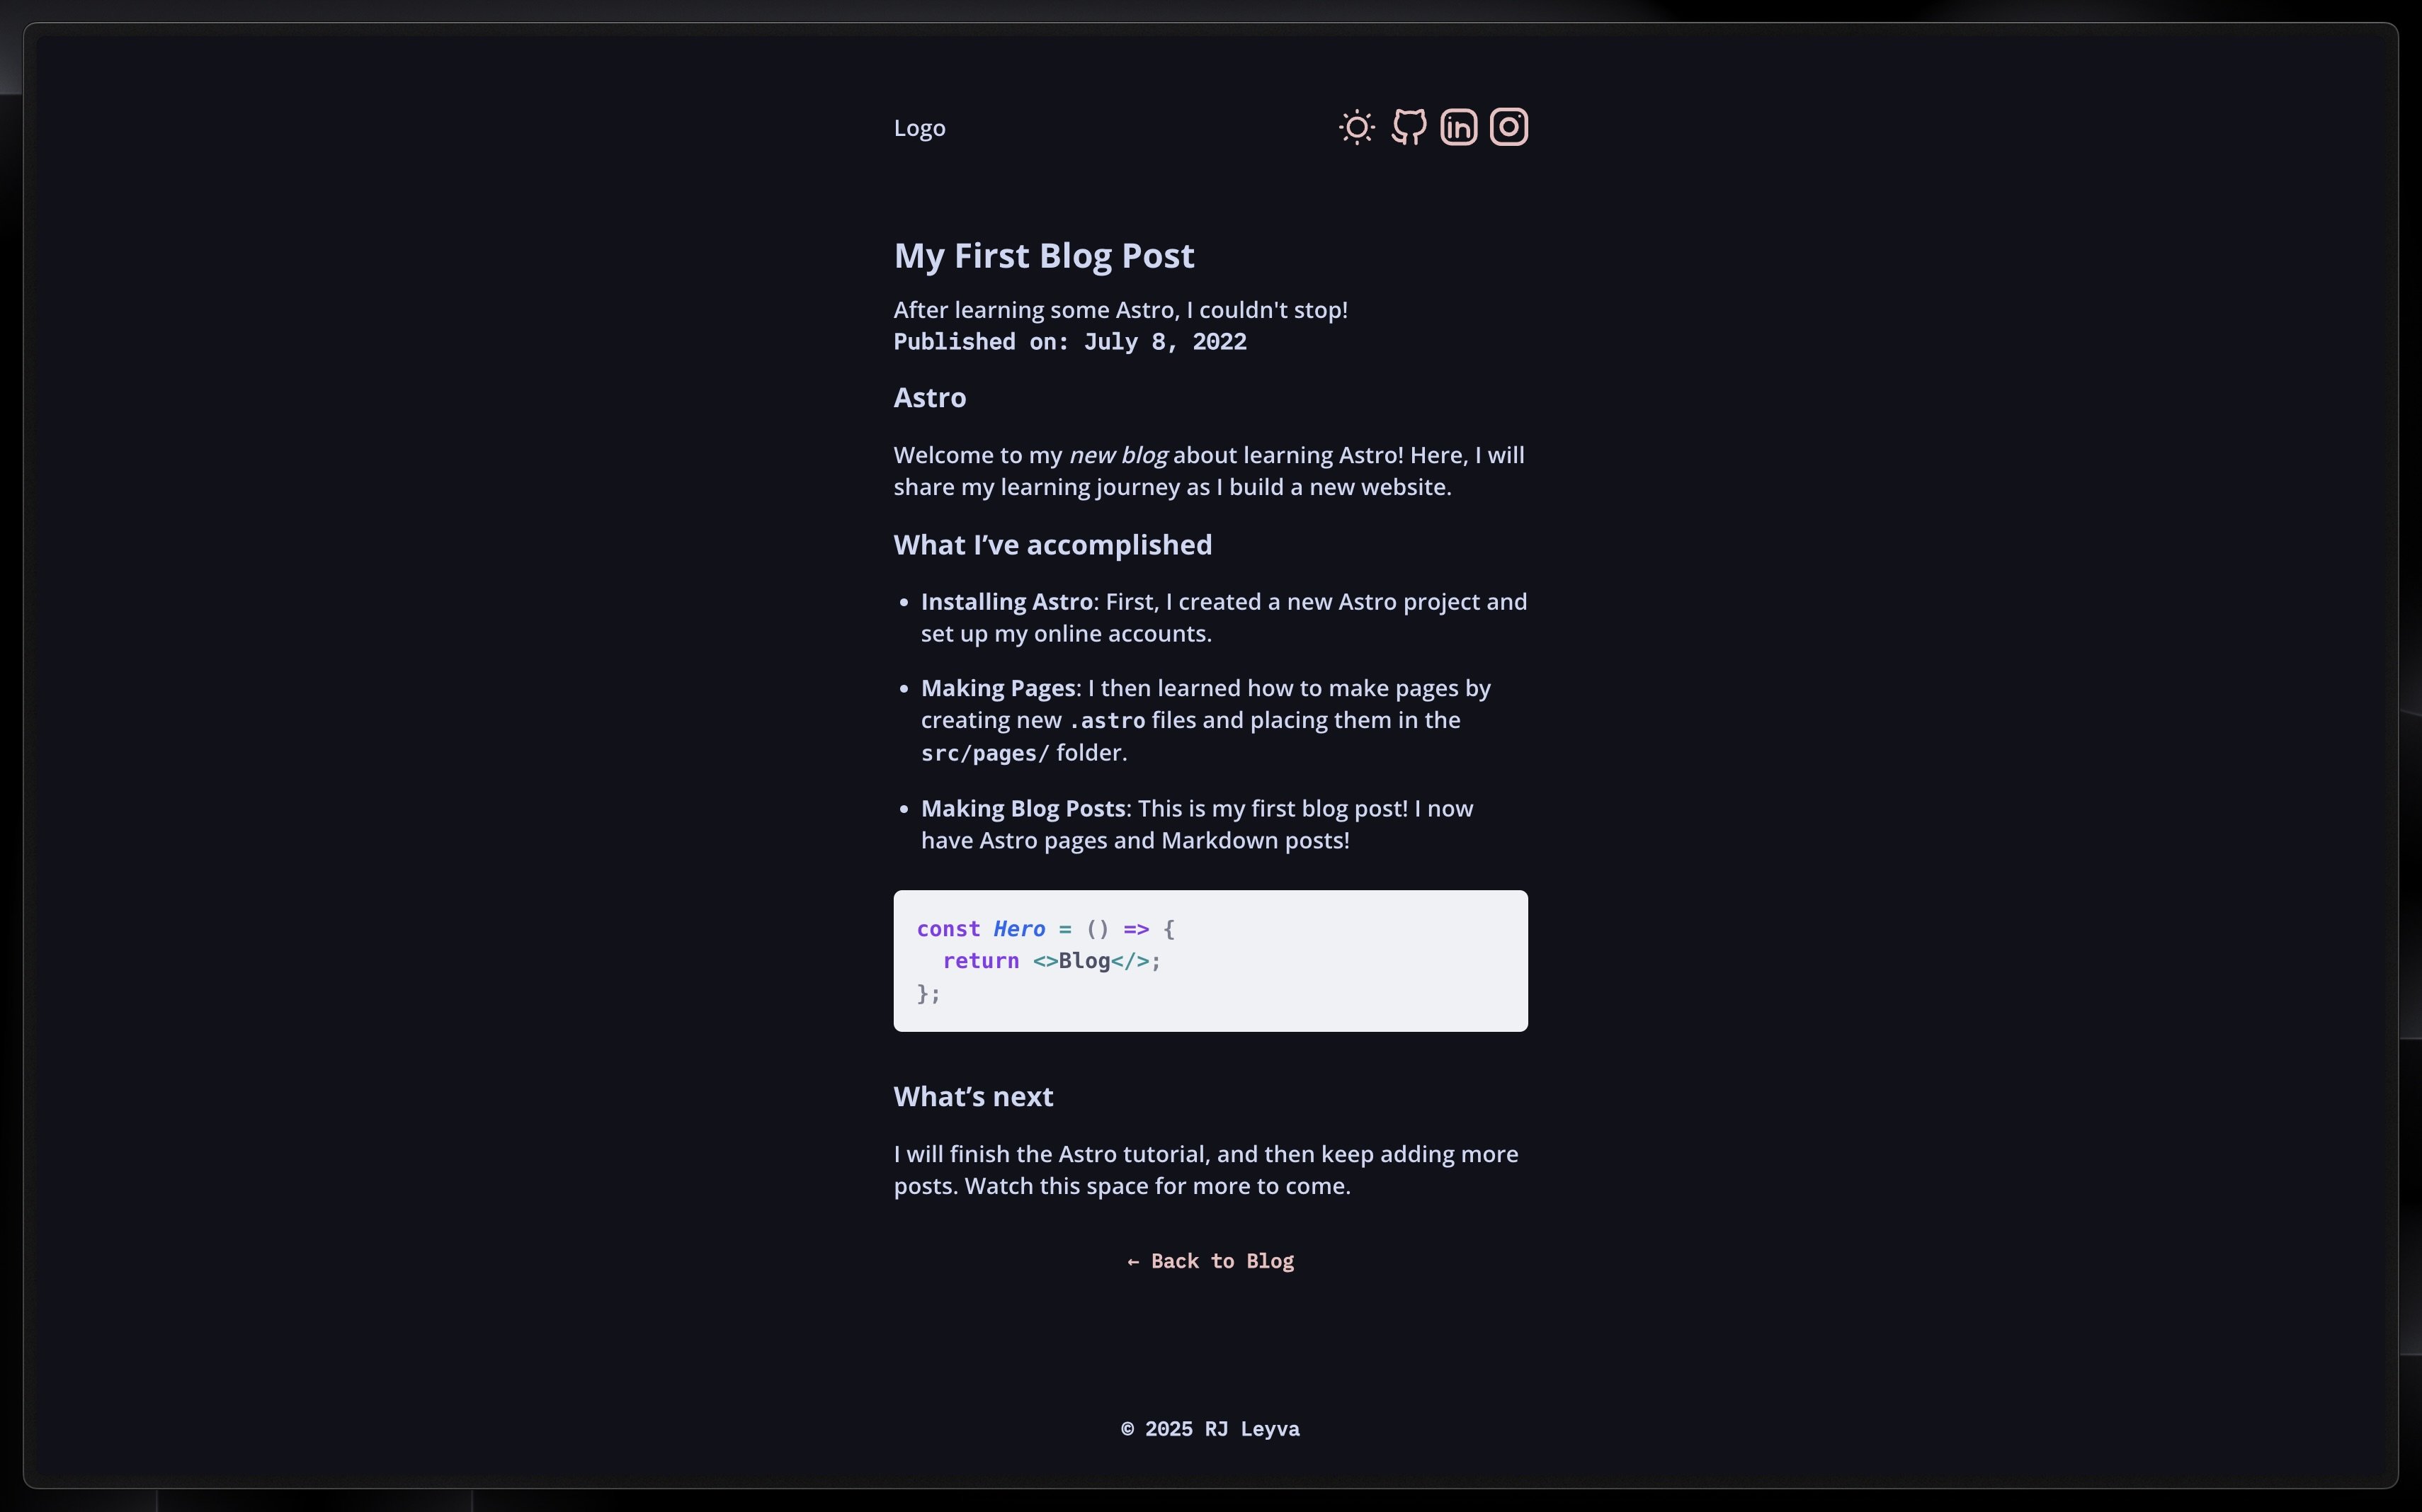 Logo
My First Blog Post
After learning some Astro, I couldn't stop!
Published on: July 8, 2022
Astro
Welcome to my new blog about learning Astro! Here, I will
share my learning journey as I build a new website.
What I’ve accomplished
• Installing Astro: First, I created a new Astro project and
set up my online accounts.
• Making Pages: I then learned how to make pages by
creating new .astro files and placing them in the
src/pages/ folder.
• Making Blog Posts: This is my first blog post! I now
have Astro pages and Markdown posts!
const Hero = () => {
  return <>Blog</>;
};
What’s next
I will finish the Astro tutorial, and then keep adding more
posts. Watch this space for more to come.
← Back to Blog
© 2025 RJ Leyva